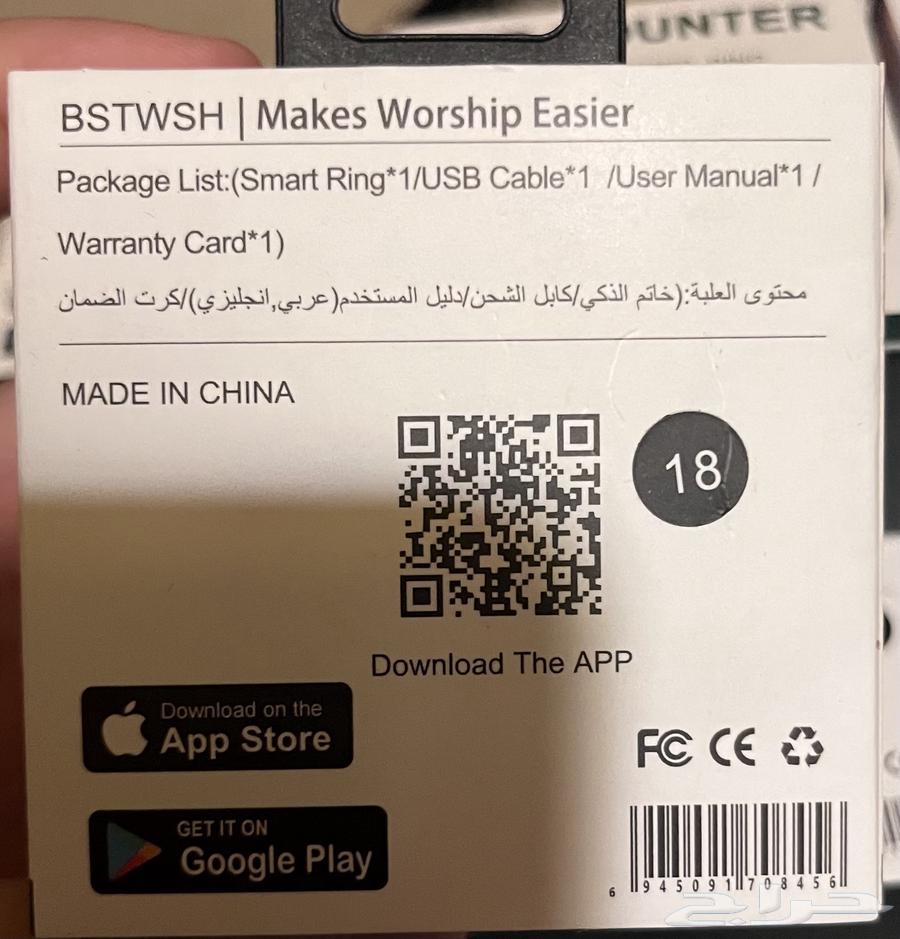 UNTER
BSTWSH | Makes Worship Easier
Package List:(Smart Ring*1/USB Cable*1 /User Manual*1 /
Warranty Card*1)
محتوى العلبة:(خاتم الذكي/كابل الشحن/دليل المستخدم(عربي,انجليزي)/كرت الضمان
MADE IN CHINA
18
Download The APP
Download on the
App Store
FC CE
GET IT ON
Google Play
6 945091 708456
حراج